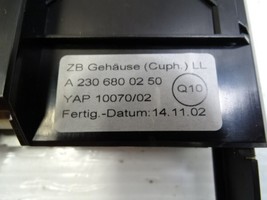 ZB Gehäuse (Cuph.) LL
A 230 680 02 50
YAP 10070/02
Q10
Fertig.-Datum:14.11.02